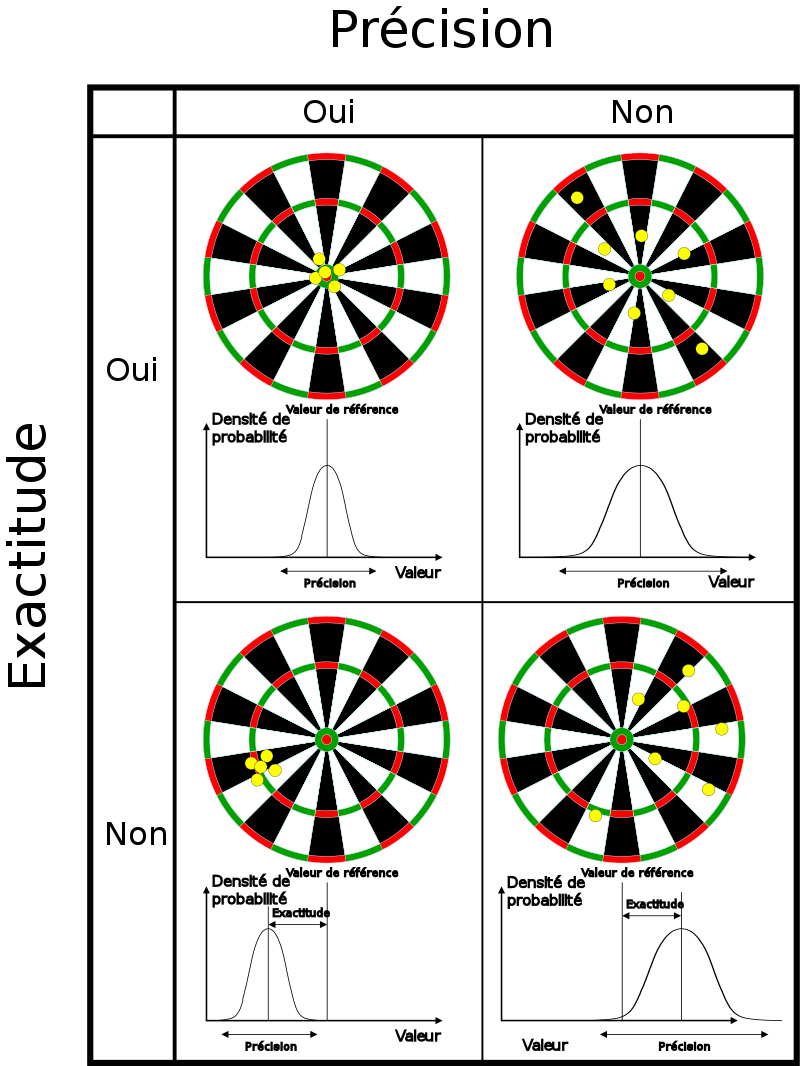 Précision
Oui
Non
Exactitude
Oui
Valeur de référence
Densité de
probabilité
Valeur
Précision
Valeur de référence
Densité de
probabilité
Valeur
Précision
Non
Valeur de référence
Densité de
probabilité
Exactitude
Valeur
Précision
Valeur de référence
Densité de
probabilité
Exactitude
Valeur
Précision